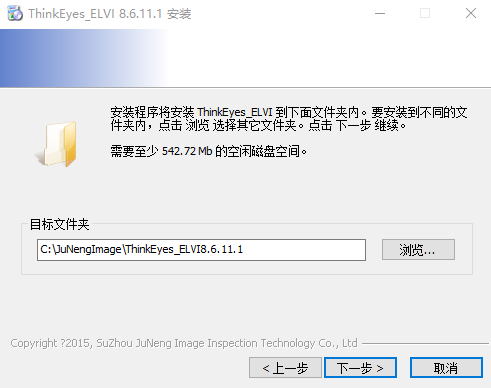 ThinkEyes_ELVI 8.6.11.1 安装
安装程序将安装 ThinkEyes_ELVI 到下面文件夹内。要安装到不同的文
件夹内，点击 浏览 选择其它文件夹。点击 下一步 继续。
需要至少 542.72 Mb 的空闲磁盘空间。
目标文件夹
C:\JuNengImage\ThinkEyes_ELVI8.6.11.1
浏览...
Copyright ?2015, SuZhou JuNeng Image Inspection Technology Co., Ltd
< 上一步
下一步 >
取消